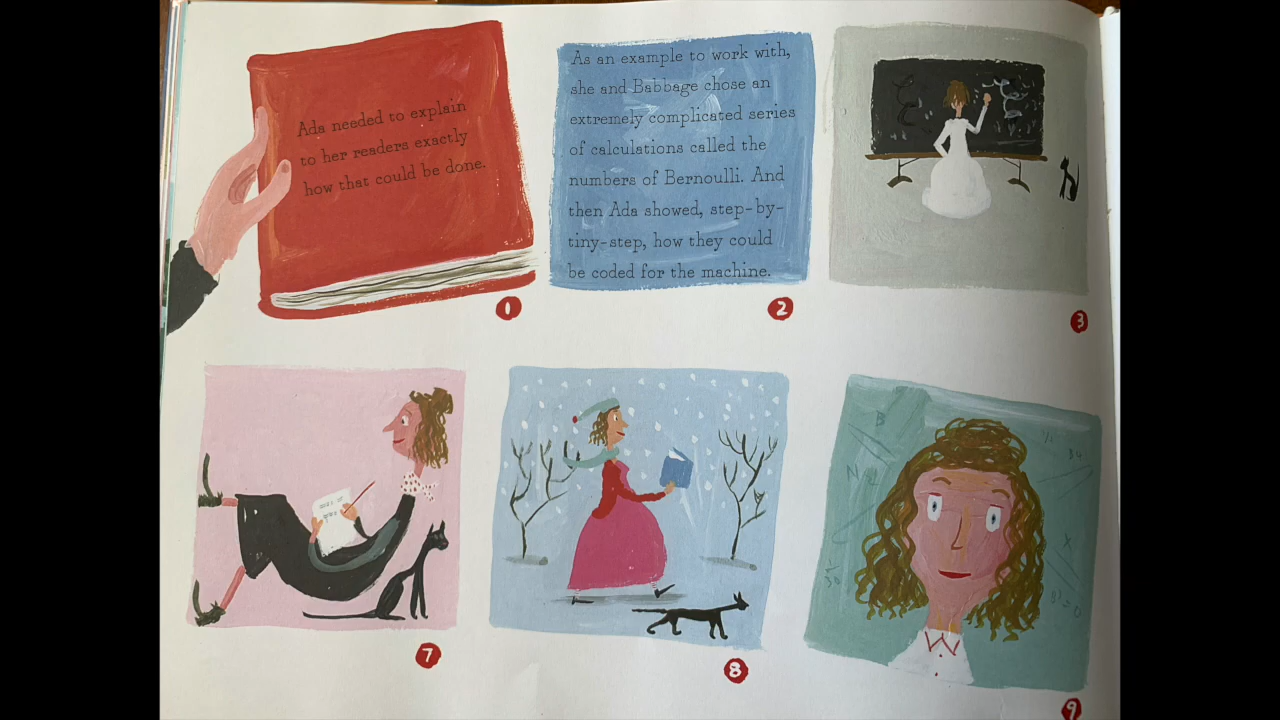 Ada needed to explain
to her readers exactly
how that could be done.
1
As an example to work with,
she and Babbage chose an
extremely complicated series
of calculations called the
numbers of Bernoulli. And
then Ada showed, step-by-
tiny-step, how they could
be coded for the machine.
2
3
7
8
9